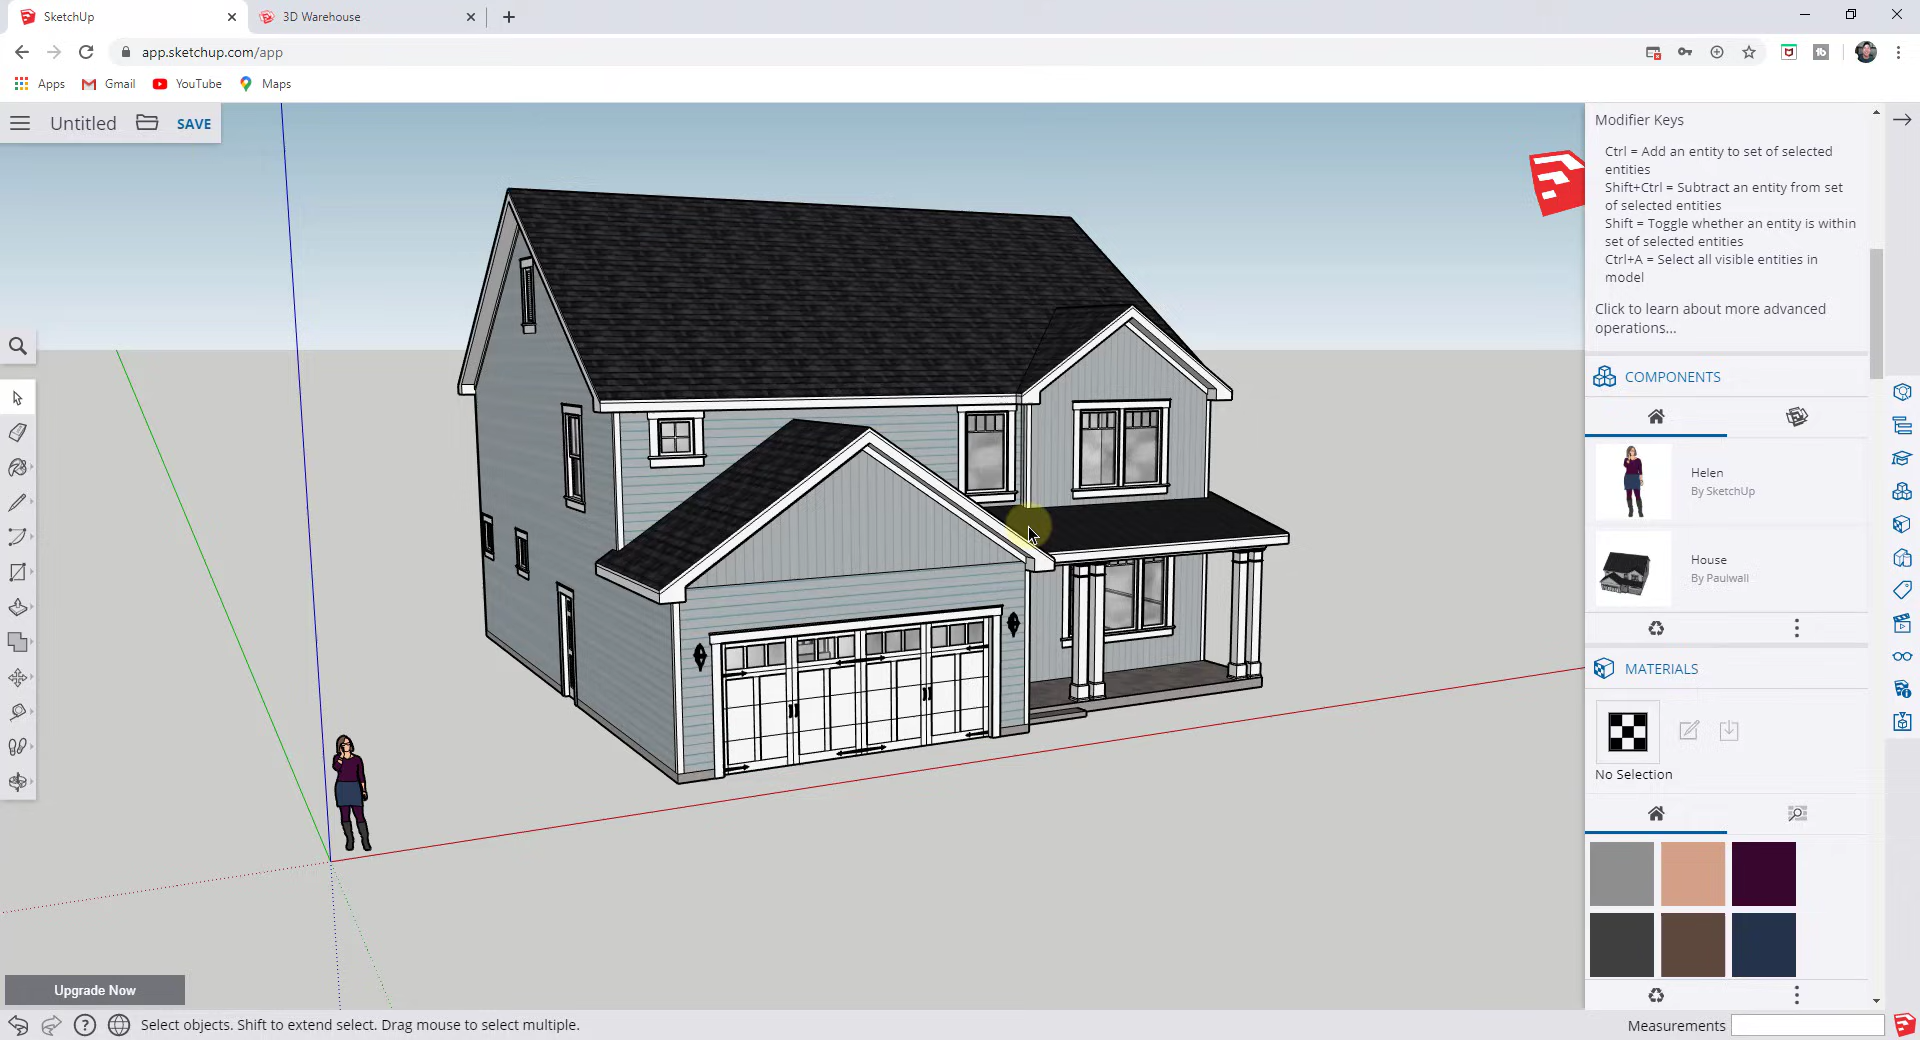 SketchUp
3D Warehouse
app.sketchup.com/app
Apps
Gmail
YouTube
Maps
Untitled
SAVE
Modifier Keys
Ctrl = Add an entity to set of selected
entities
Shift+Ctrl = Subtract an entity from set
of selected entities
Shift = Toggle whether an entity is within
set of selected entities
Ctrl+A = Select all visible entities in
model
Click to learn about more advanced
operations...
COMPONENTS
Helen
By SketchUp
House
By Paulwall
MATERIALS
No Selection
Upgrade Now
Select objects. Shift to extend select. Drag mouse to select multiple.
Measurements